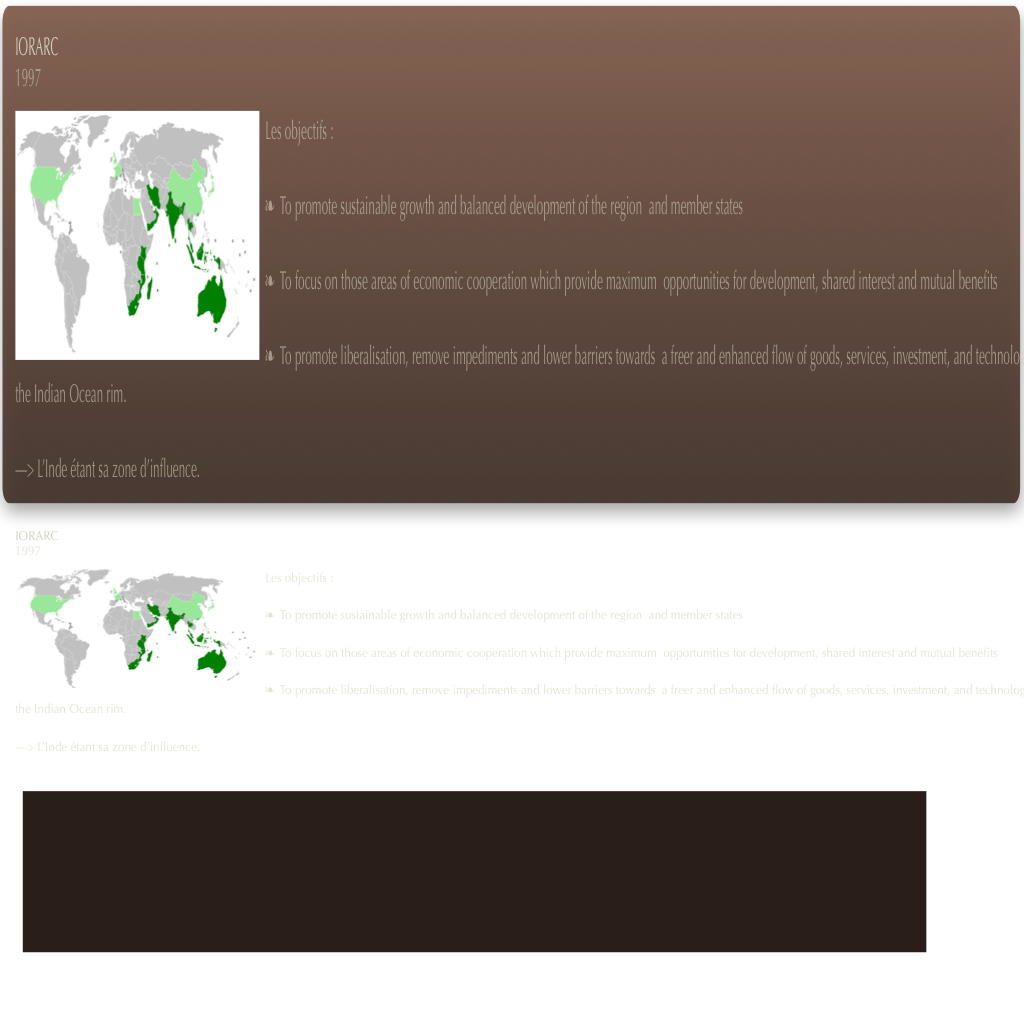 IORARC
1997
Les objectifs :
❧ To promote sustainable growth and balanced development of the region and member states
❧ To focus on those areas of economic cooperation which provide maximum opportunities for development, shared interest and mutual benefits
❧ To promote liberalisation, remove impediments and lower barriers towards a freer and enhanced flow of goods, services, investment, and technolo
the Indian Ocean rim.
—> L'Inde étant sa zone d'influence.
IORARC
1997
Les objectifs :
❧ To promote sustainable growth and balanced development of the region and member states
❧ To focus on those areas of economic cooperation which provide maximum opportunities for development, shared interest and mutual benefits
❧ To promote liberalisation, remove impediments and lower barriers towards a freer and enhanced flow of goods, services, investment, and technolog
the Indian Ocean rim.
—> L'Inde étant sa zone d'influence.